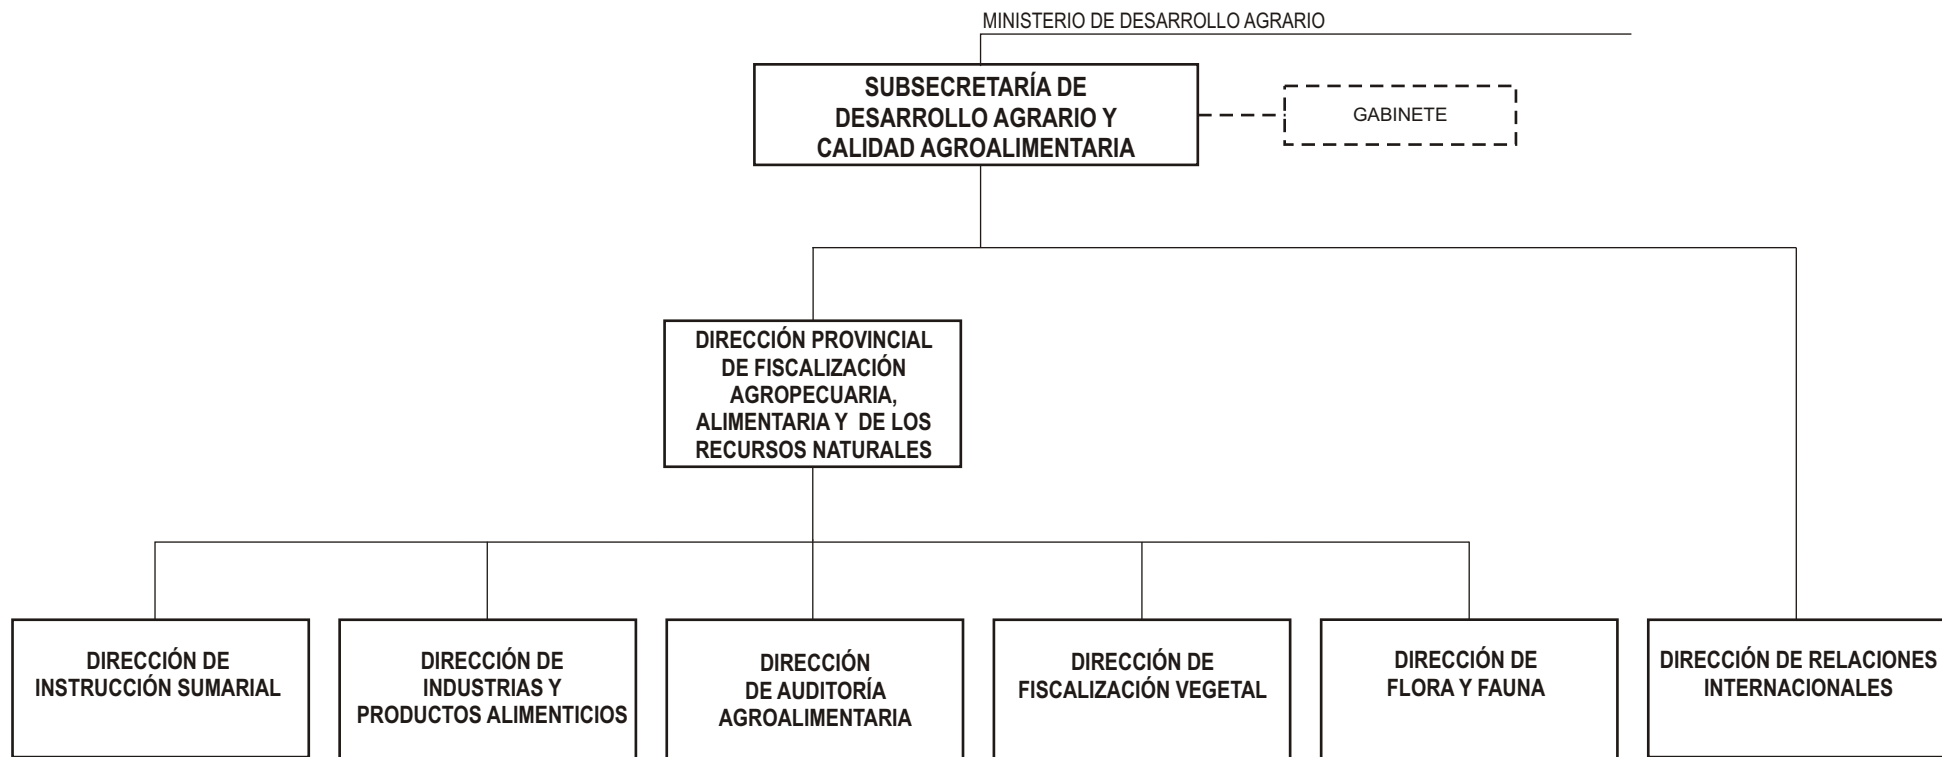 MINISTERIO DE DESARROLLO AGRARIO
SUBSECRETARÍA DE
DESARROLLO AGRARIO Y
CALIDAD AGROALIMENTARIA
GABINETE
DIRECCIÓN PROVINCIAL
DE FISCALIZACIÓN
AGROPECUARIA,
ALIMENTARIA Y DE LOS
RECURSOS NATURALES
DIRECCIÓN DE
INSTRUCCIÓN SUMARIAL
DIRECCIÓN DE
INDUSTRIAS Y
PRODUCTOS ALIMENTICIOS
DIRECCIÓN
DE AUDITORÍA
AGROALIMENTARIA
DIRECCIÓN DE
FISCALIZACIÓN VEGETAL
DIRECCIÓN DE
FLORA Y FAUNA
DIRECCIÓN DE RELACIONES
INTERNACIONALES